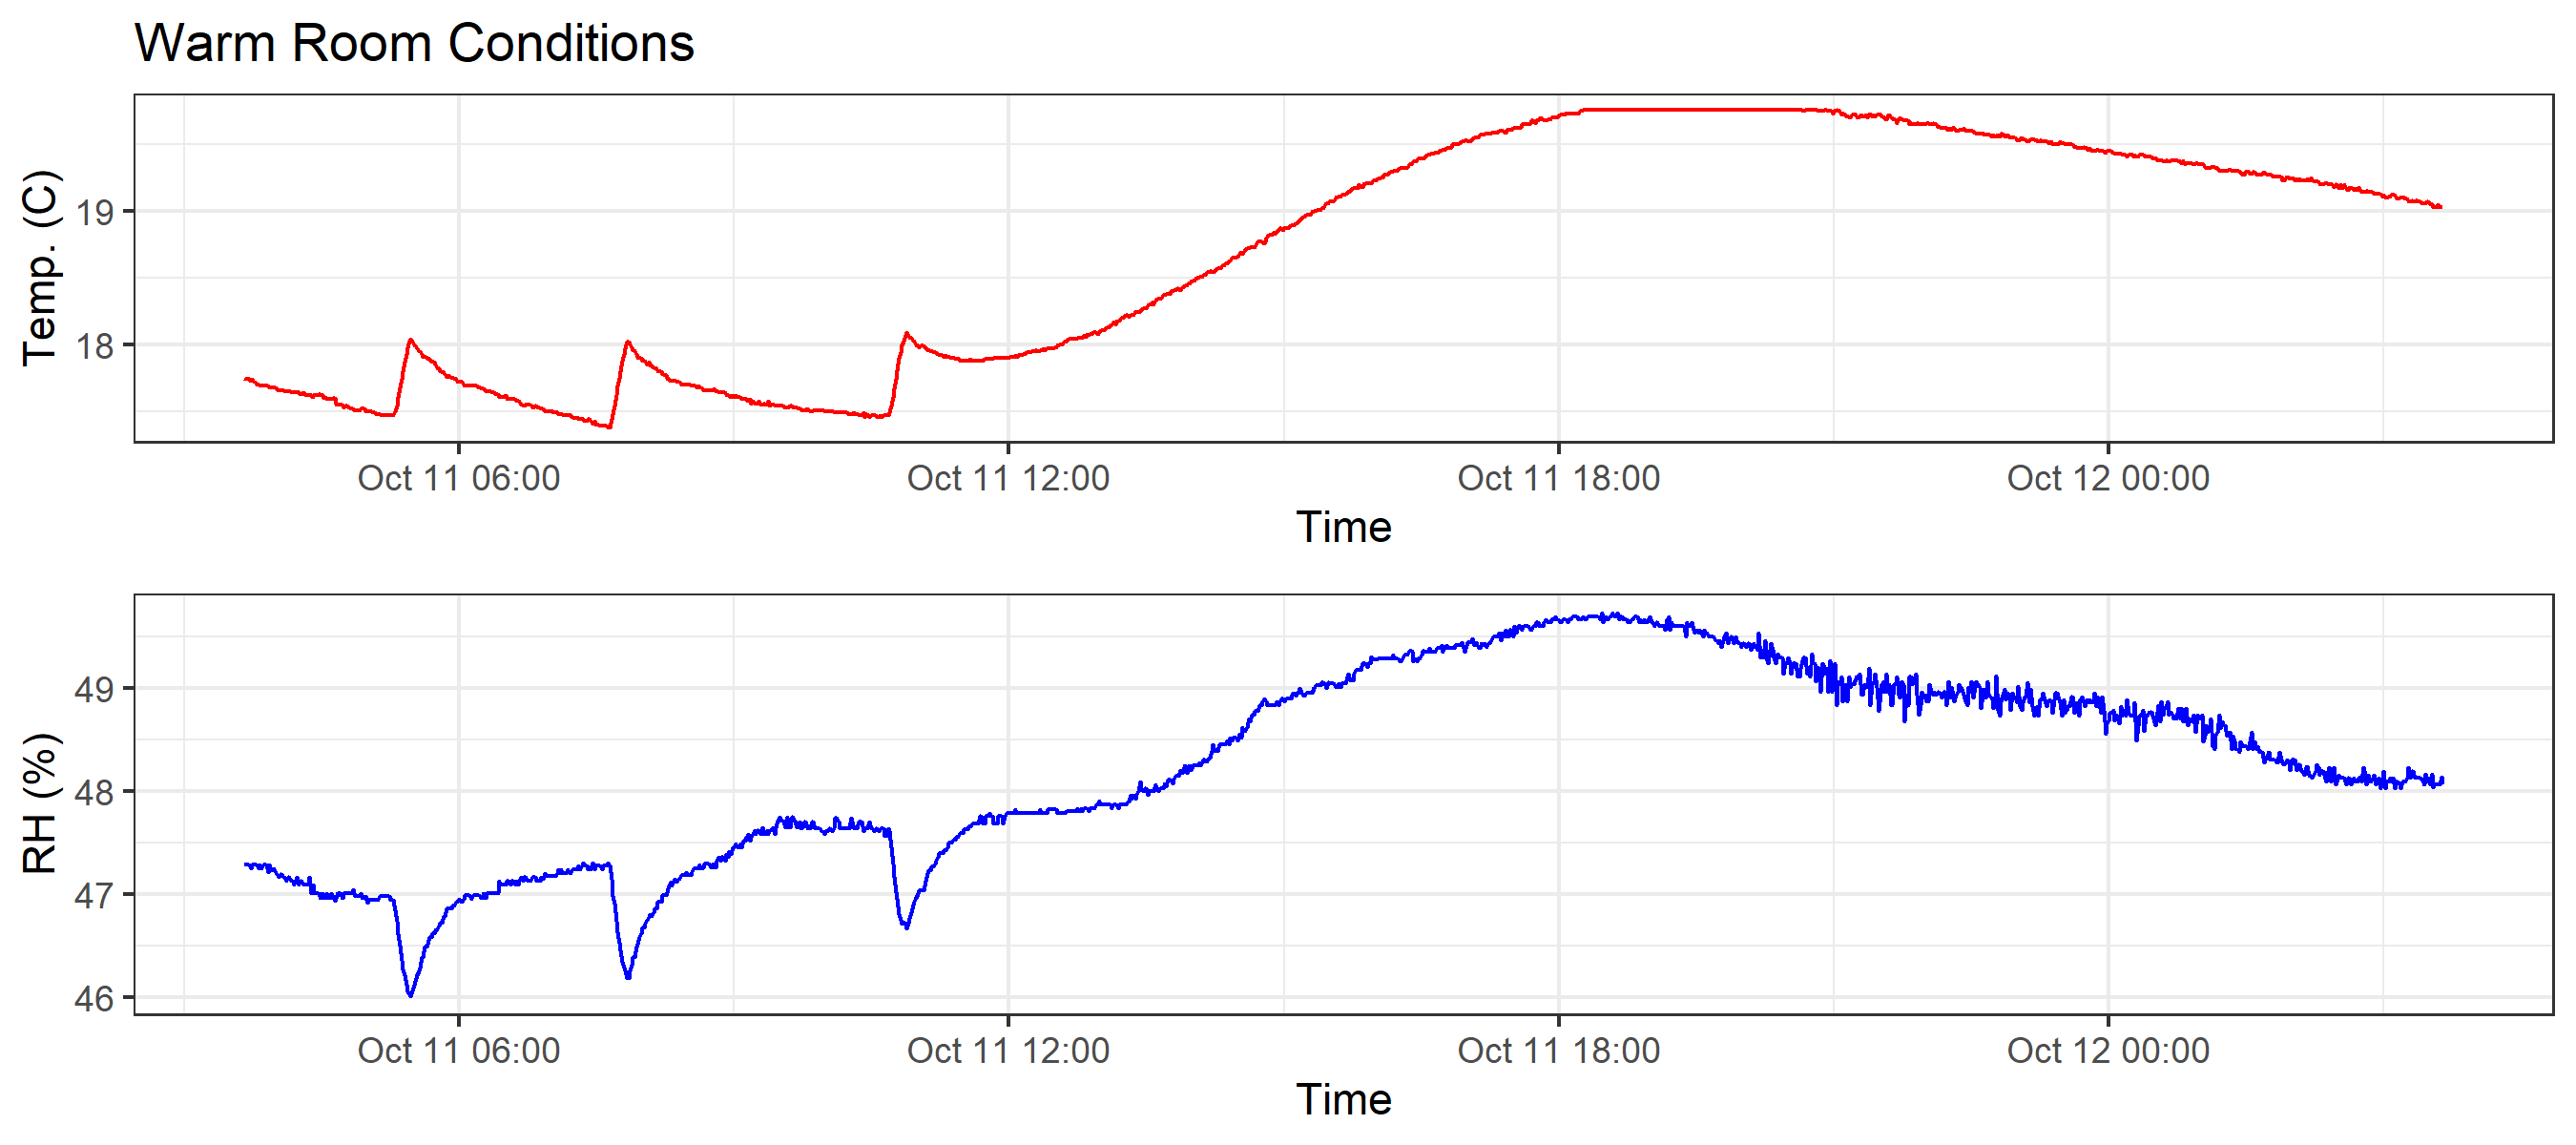 Warm Room Conditions
Temp. (C)
19
18
Oct 11 06:00 Oct 11 12:00 Oct 11 18:00 Oct 12 00:00
Time
RH (%)
49
48
47
46
Oct 11 06:00 Oct 11 12:00 Oct 11 18:00 Oct 12 00:00
Time